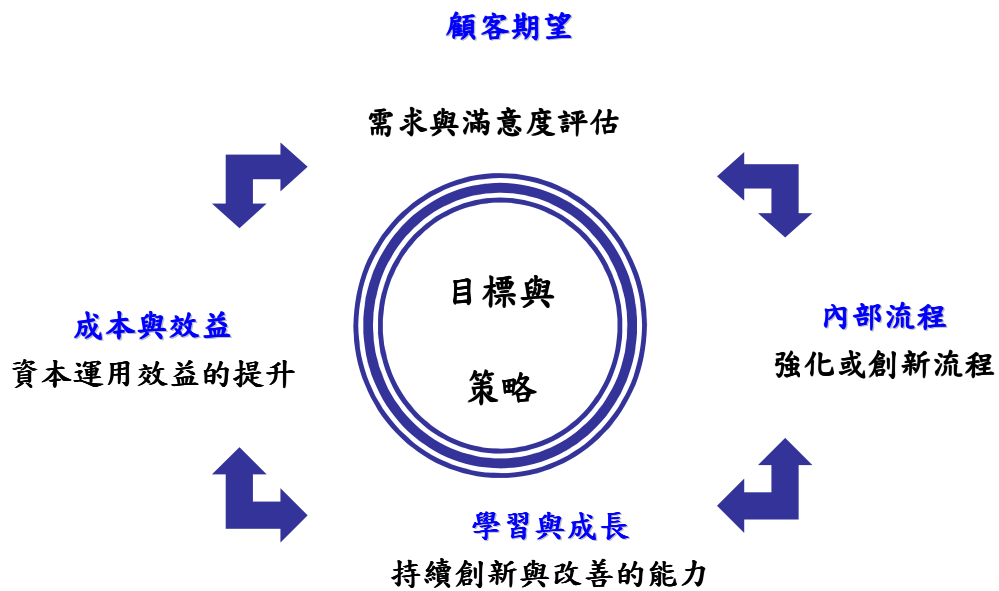 顧客期望
需求與滿意度評估
目標與
策略
成本與效益
資本運用效益的提升
內部流程
強化或創新流程
學習與成長
持續創新與改善的能力